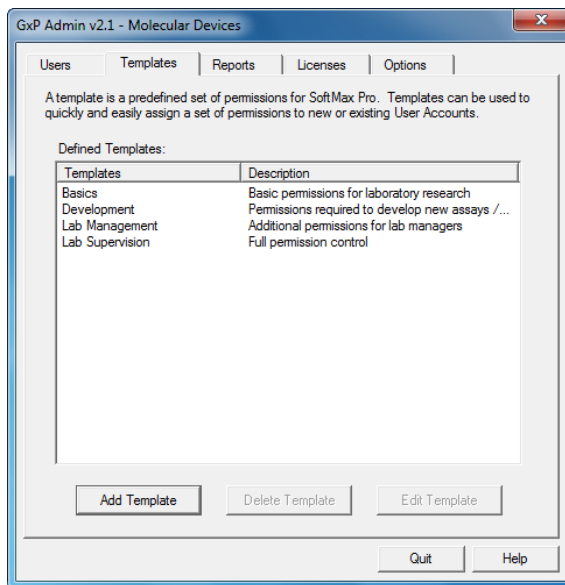 GxP Admin v2.1 - Molecular Devices
Users Templates Reports Licenses Options
A template is a predefined set of permissions for SoftMax Pro. Templates can be used to
quickly and easily assign a set of permissions to new or existing User Accounts.
Defined Templates:
Templates Description
Basics Basic permissions for laboratory research
Development Permissions required to develop new assays /...
Lab Management Additional permissions for lab managers
Lab Supervision Full permission control
Add Template Delete Template Edit Template
Quit Help